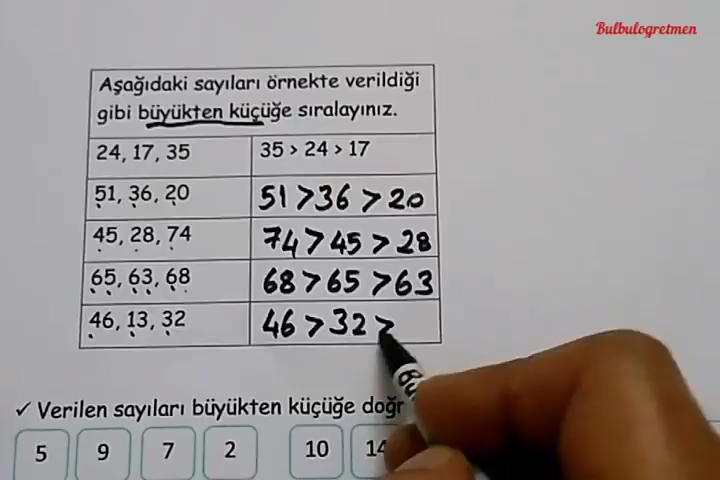 Bulbulogretmen
Aşağıdaki sayıları örnekte verildiği
gibi büyükten küçüğe sıralayınız.
24, 17, 35 35 > 24 > 17
51, 36, 20 51 > 36 > 20
45, 28, 74 74 > 45 > 28
65, 63, 68 68 > 65 > 63
46, 13, 32 46 > 32 >
✓ Verilen sayıları büyükten küçüğe
5 9 7 2 10